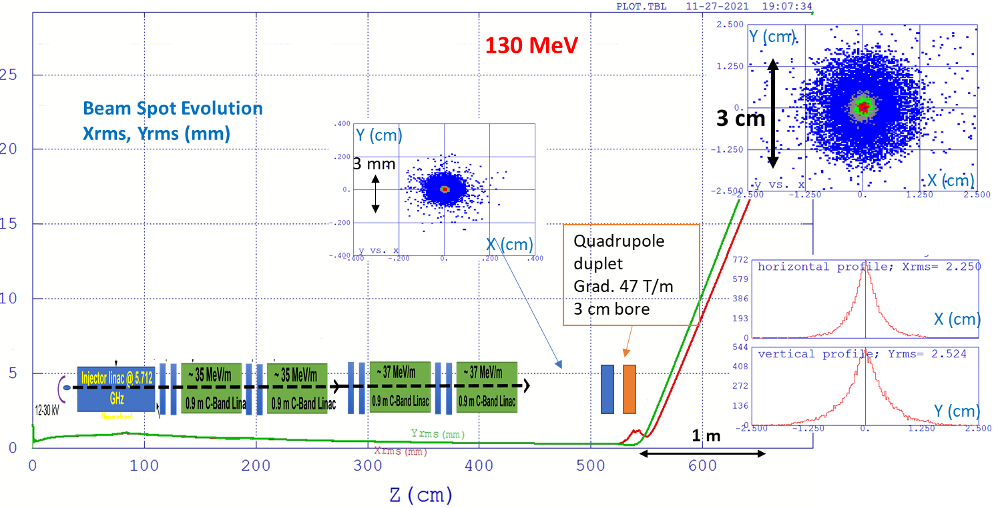 PLOT.TBL 11-27-2021 19:07:34
130 MeV
Beam Spot Evolution
Xrms, Yrms (mm)
25
20
15
10
5
0
0 100 200 300 400 500 600
Z (cm)
.400
.200
0.
-.200
-.400
Y (cm)
3 mm
X (cm)
y vs. x
-.400 -.200 0. .200 .400
2.500
1.250
0.
-1.250
-2.500
Y (cm)
3 cm
X (cm)
y vs. x
-2.500 -1.250 0. 1.250 2.500
Quadrupole
duplet
Grad. 47 T/m
3 cm bore
772
579
386
193
0
horizontal profile; Xrms= 2.250
X (cm)
544
408
272
136
0
vertical profile; Yrms= 2.524
Y (cm)
-2.500 -1.250 0. 1.250 2.500
12-30 kV
Injector linac @ 5.712
GHz
~ 35 MeV/m
0.9 m C-Band Lina
~ 35 MeV/m
0.9 m C-Band Linac
~ 37 MeV/m
0.9 m C-Band Linac
~ 37 MeV/m
0.9 m C-Band Linac
Yrms (mm)
Xrms (mm)
1 m